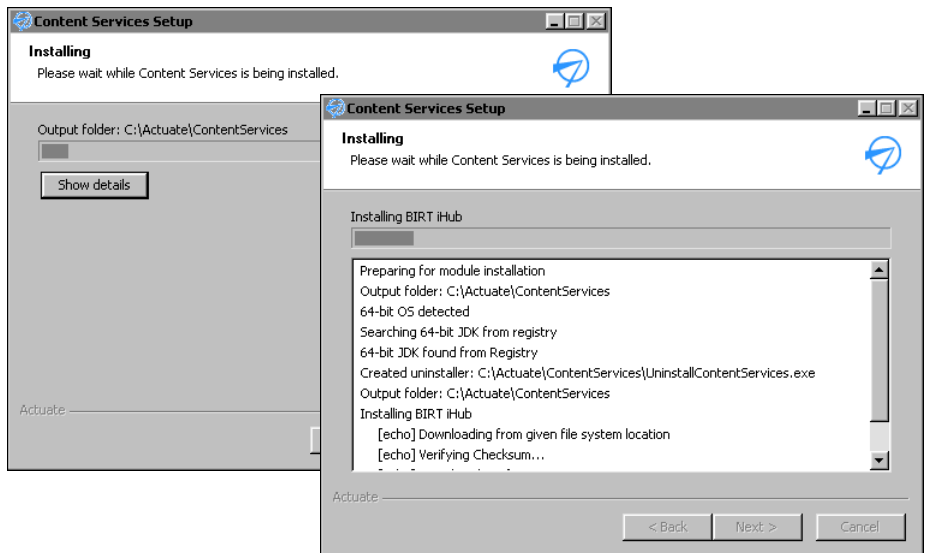 Content Services Setup
Installing
Please wait while Content Services is being installed.
Output folder: C:\Actuate\ContentServices
Show details
Actuate
Content Services Setup
Installing
Please wait while Content Services is being installed.
Installing BIRT iHub
Preparing for module installation
Output folder: C:\Actuate\ContentServices
64-bit OS detected
Searching 64-bit JDK from registry
64-bit JDK found from Registry
Created uninstaller: C:\Actuate\ContentServices\UninstallContentServices.exe
Output folder: C:\Actuate\ContentServices
Installing BIRT iHub
[echo] Downloading from given file system location
[echo] Verifying Checksum...
Actuate
< Back
Next >
Cancel